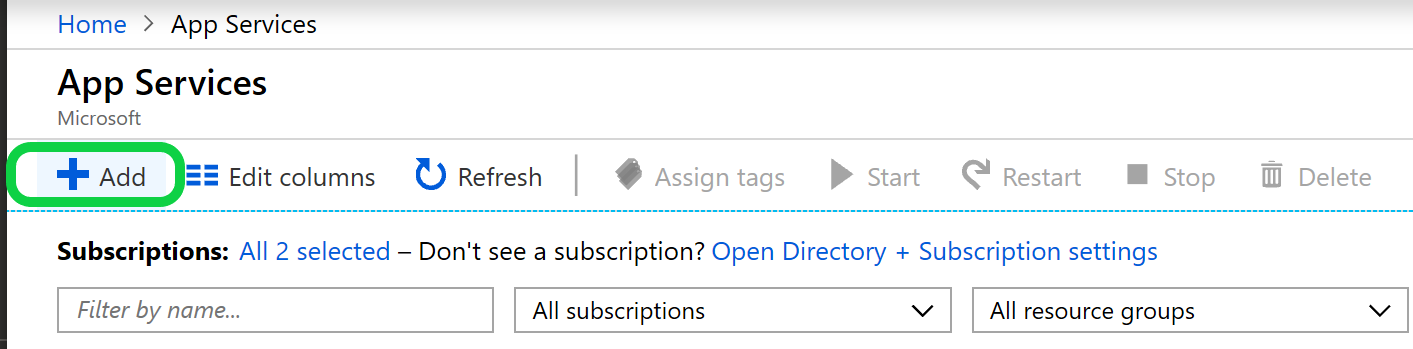 Home > App Services
App Services
Microsoft
Add Edit columns Refresh Assign tags Start Restart Stop Delete
Subscriptions: All 2 selected – Don't see a subscription? Open Directory + Subscription settings
Filter by name... All subscriptions All resource groups